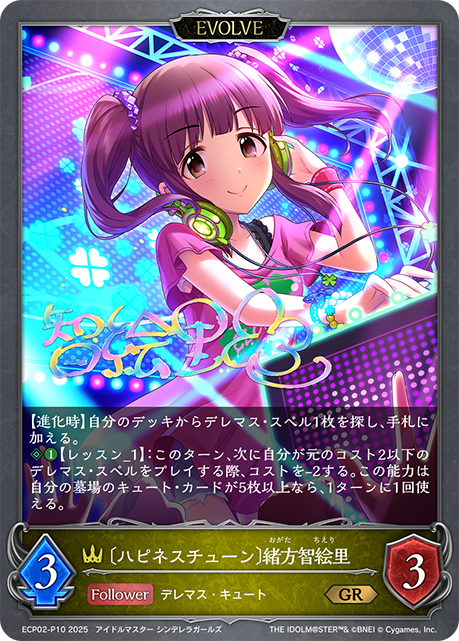 EVOLVE
智絵里
【進化時】自分のデッキからデレマス・スペル1枚を探し、手札に
加える。
1【レッスン_1】：このターン、次に自分が元のコスト2以下の
デレマス・スペルをプレイする際、コストを-2する。この能力は
自分の墓場のキュート・カードが5枚以上なら、1ターンに1回使
える。
おがた ちえり
〔ハピネスチューン〕緒方智絵里
3
3
Follower デレマス・キュート GR
ECP02-P10 2025 アイドルマスター シンデレラガールズ THE IDOLM@STER™& ©BNEI © Cygames, Inc.